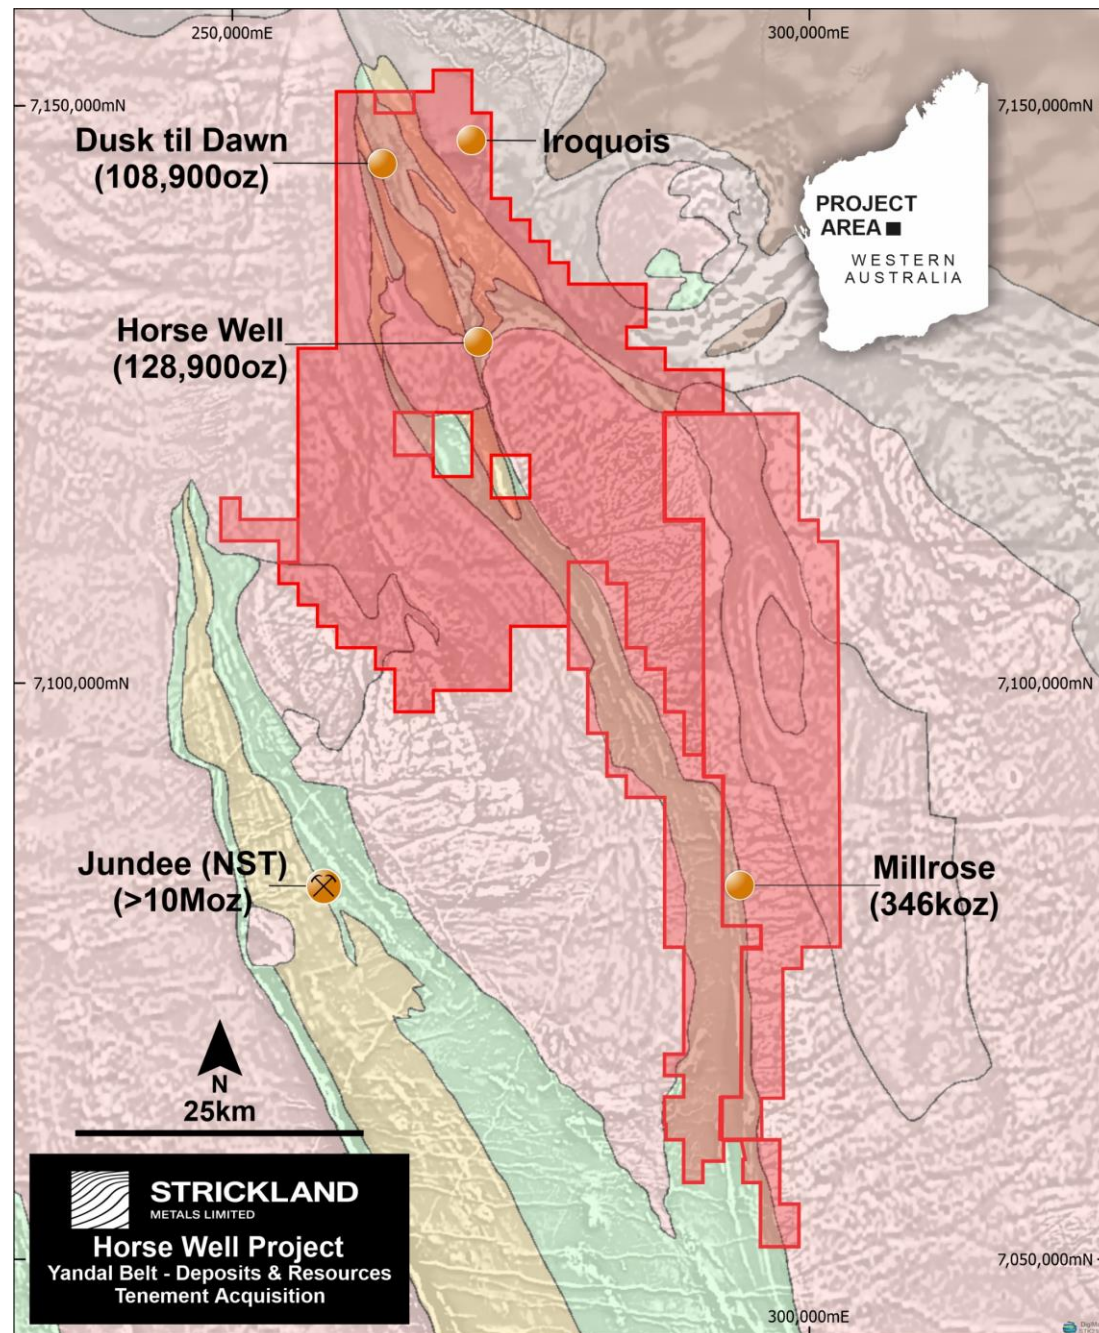 250,000mE
300,000mE
7,150,000mN
7,150,000mN
Dusk til Dawn
(108,900oz)
Iroquois
PROJECT
AREA
WESTERN
AUSTRALIA
Horse Well
(128,900oz)
7,100,000mN
7,100,000mN
Jundee (NST)
(>10Moz)
Millrose
(346koz)
N
25km
STRICKLAND
METALS LIMITED
Horse Well Project
Yandal Belt - Deposits & Resources
Tenement Acquisition
7,050,000mN
300,000mE